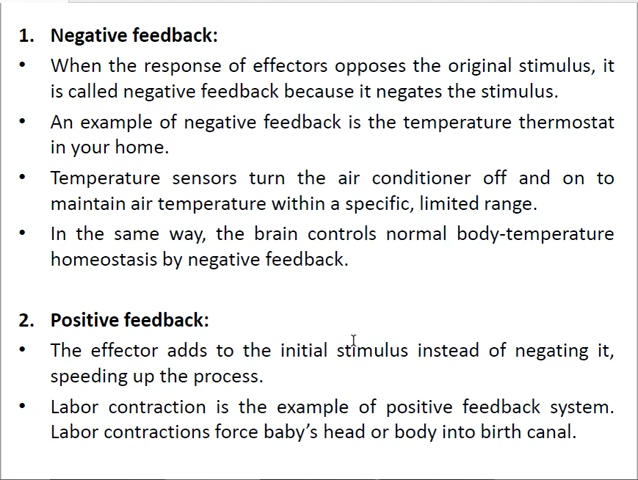 1. Negative feedback:
• When the response of effectors opposes the original stimulus, it
is called negative feedback because it negates the stimulus.
• An example of negative feedback is the temperature thermostat
in your home.
• Temperature sensors turn the air conditioner off and on to
maintain air temperature within a specific, limited range.
• In the same way, the brain controls normal body-temperature
homeostasis by negative feedback.
2. Positive feedback:
• The effector adds to the initial stimulus instead of negating it,
speeding up the process.
• Labor contraction is the example of positive feedback system.
Labor contractions force baby’s head or body into birth canal.